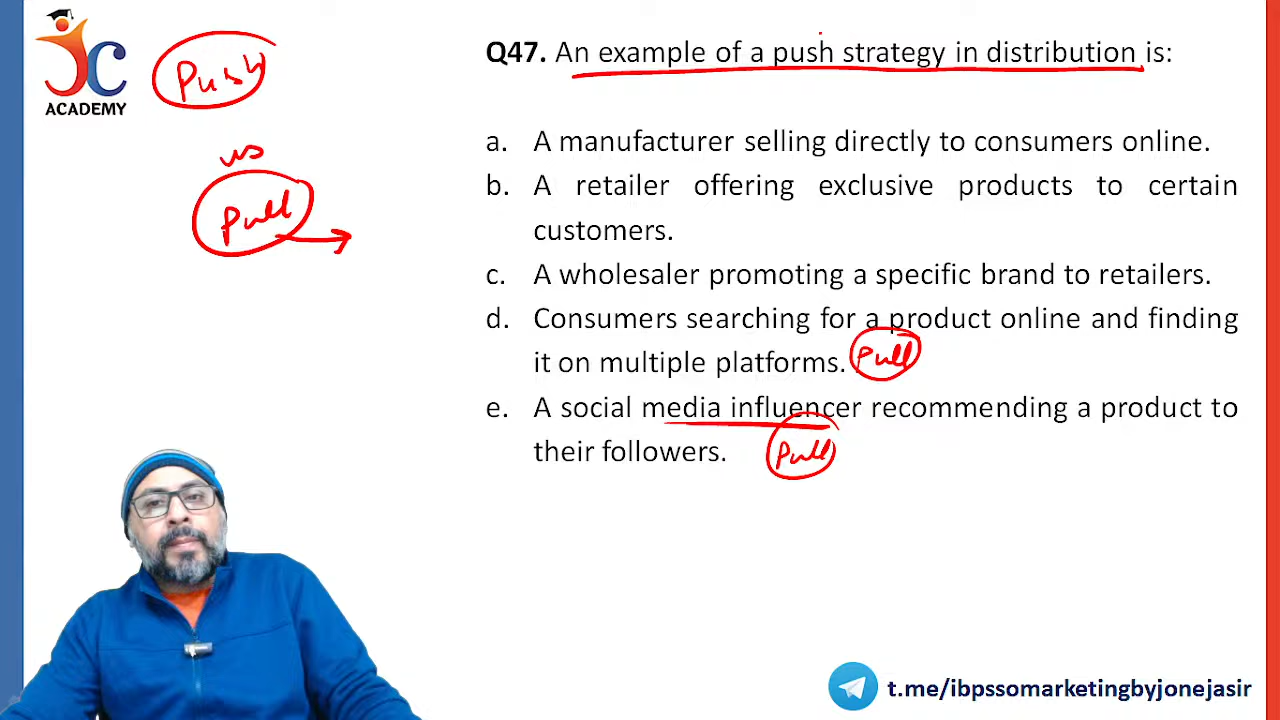 JC
ACADEMY
Push
vs
Pull
Q47. An example of a push strategy in distribution is:
a. A manufacturer selling directly to consumers online.
b. A retailer offering exclusive products to certain
customers.
c. A wholesaler promoting a specific brand to retailers.
d. Consumers searching for a product online and finding
it on multiple platforms. Pull
e. A social media influencer recommending a product to
their followers. Pull
t.me/ibpssomarketingbyjonejasir